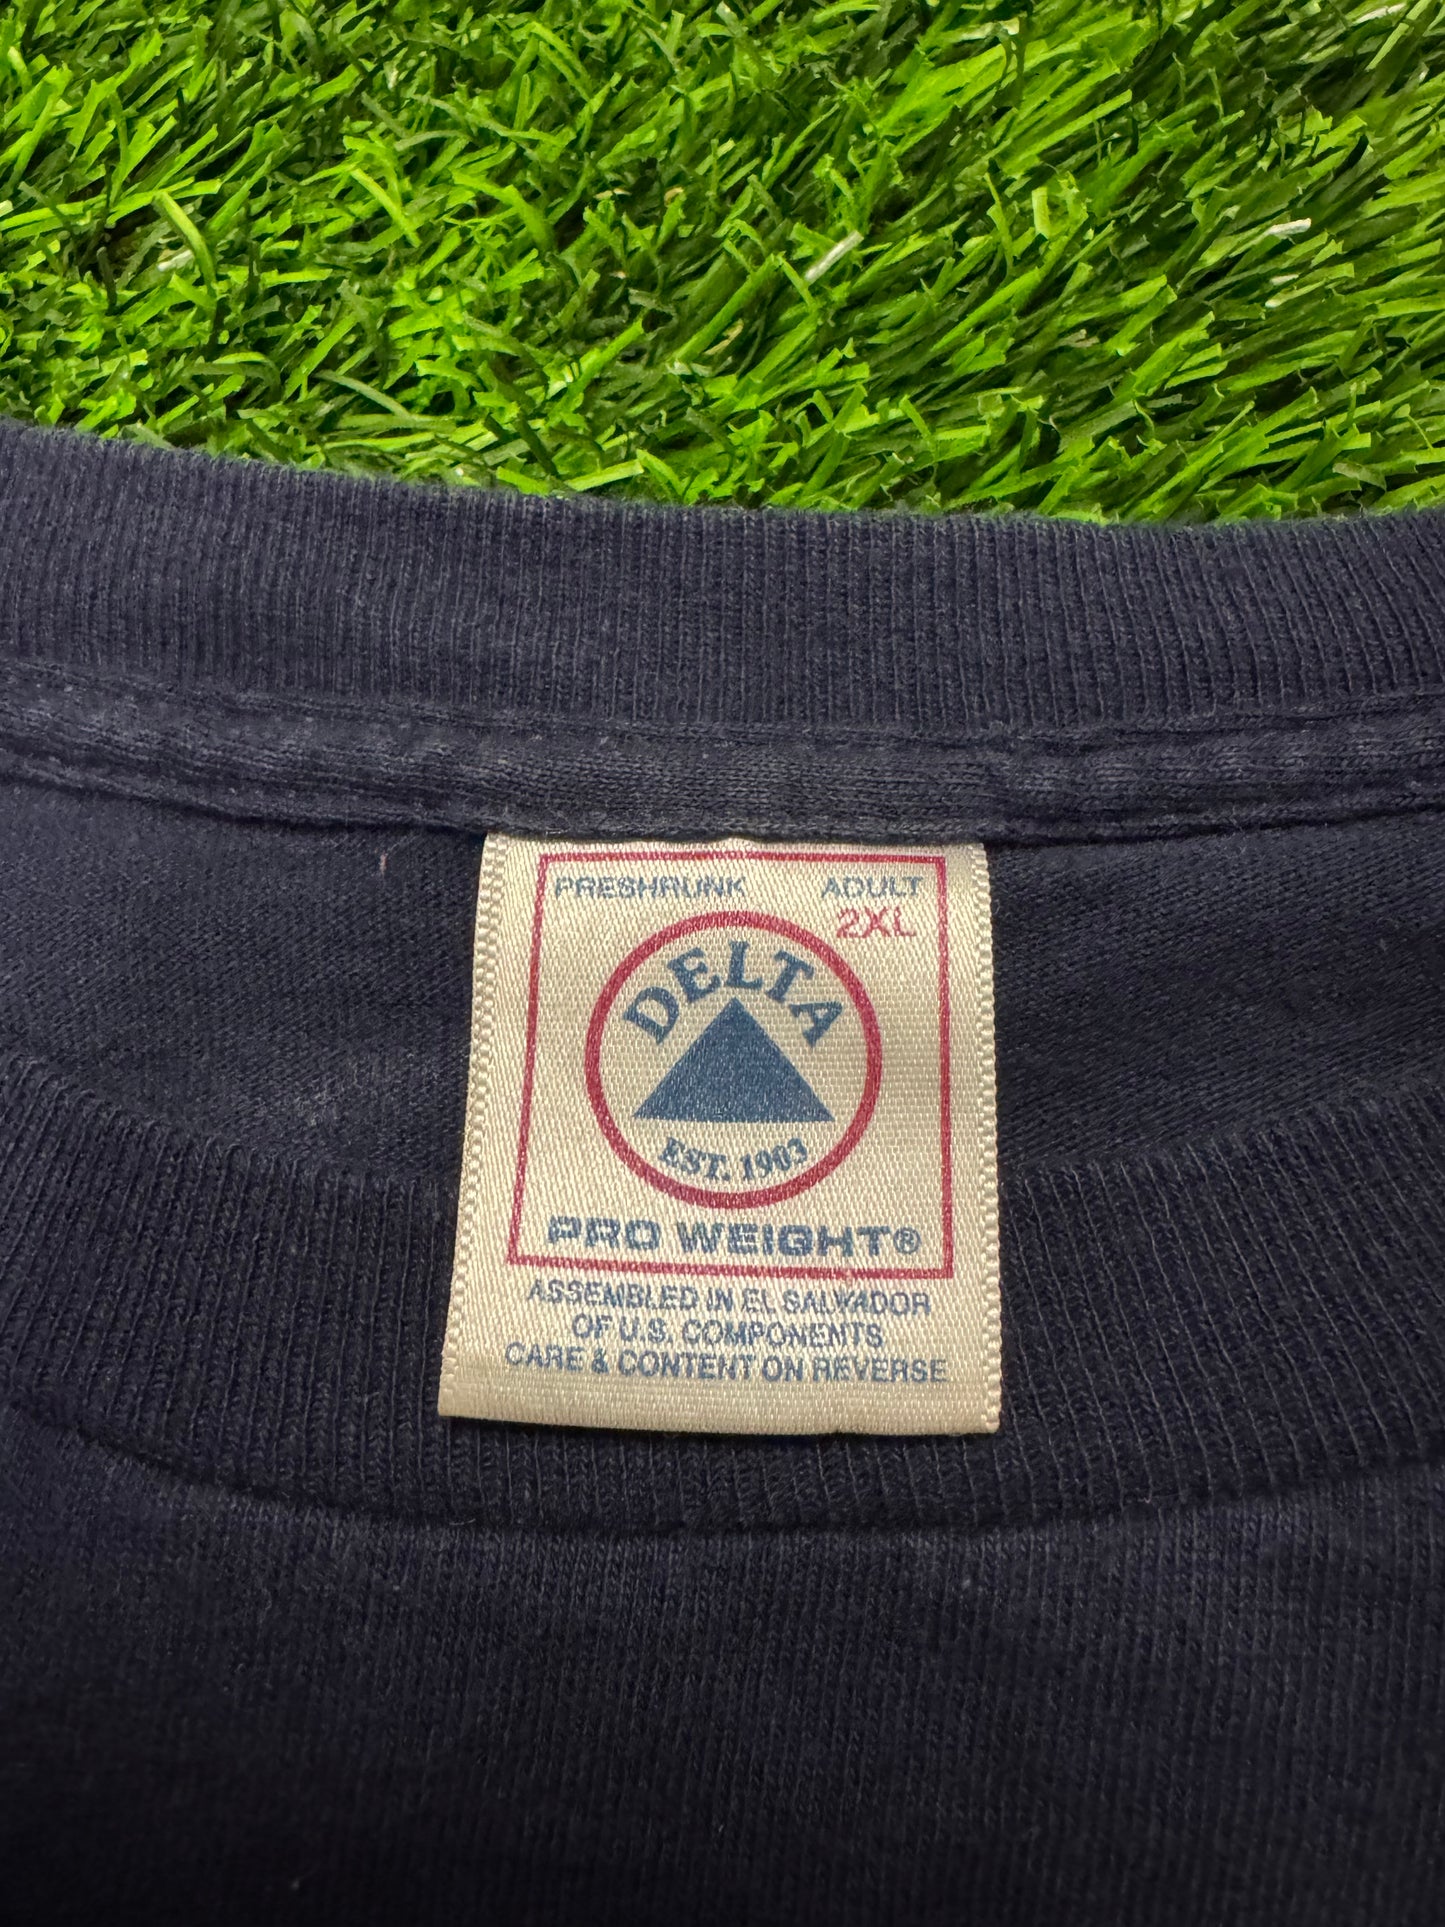 PRESHRUNK ADULT
2XL
DELTA
EST. 1903
PRO WEIGHT®
ASSEMBLED IN EL SALVADOR
OF U.S. COMPONENTS
CARE & CONTENT ON REVERSE